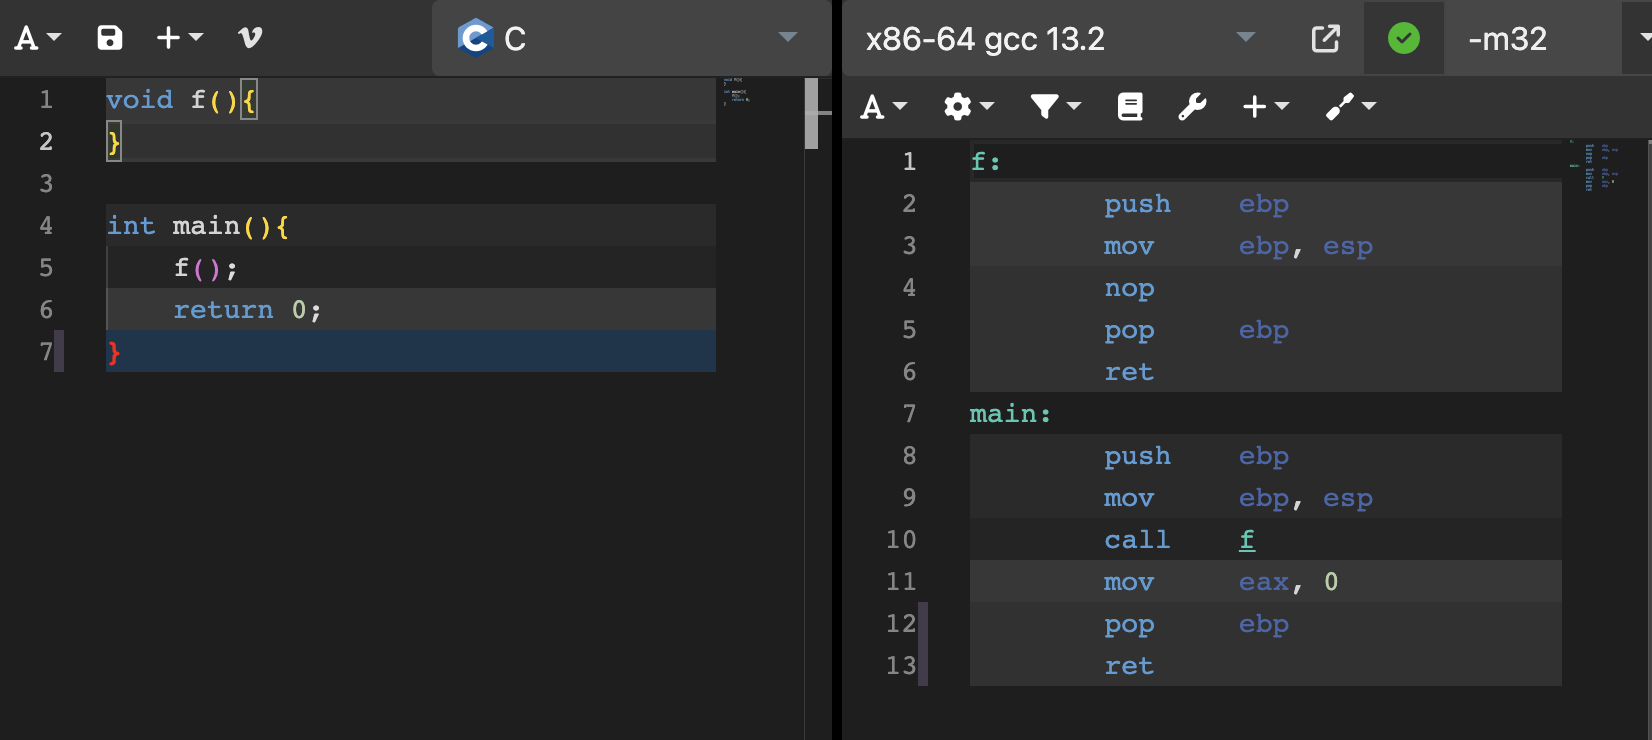 A
C
1 void f(){
2 }
3
4 int main(){
5 f();
6 return 0;
7 }
x86-64 gcc 13.2 -m32
A
1 f:
2 push ebp
3 mov ebp, esp
4 nop
5 pop ebp
6 ret
7 main:
8 push ebp
9 mov ebp, esp
10 call f
11 mov eax, 0
12 pop ebp
13 ret